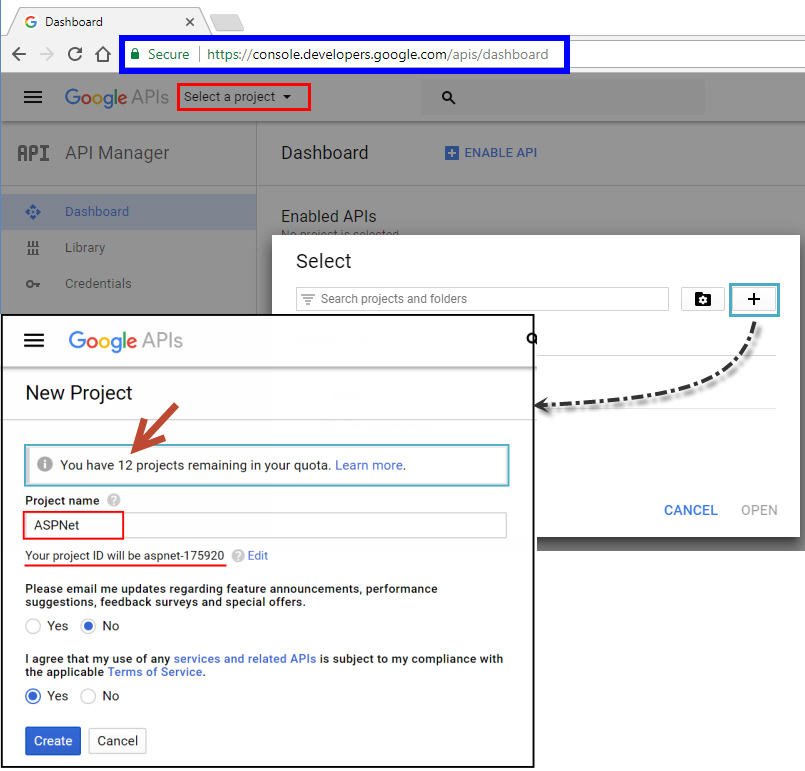 Dashboard
Secure https://console.developers.google.com/apis/dashboard
Google APIs Select a project
API API Manager Dashboard ENABLE API
Dashboard
Enabled APIs
No project is selected
Library
Credentials
Select
Search projects and folders
CANCEL OPEN
Google APIs
New Project
You have 12 projects remaining in your quota. Learn more.
Project name
ASPNet
Your project ID will be aspnet-175920 Edit
Please email me updates regarding feature announcements, performance
suggestions, feedback surveys and special offers.
Yes No
I agree that my use of any services and related APIs is subject to my compliance with
the applicable Terms of Service.
Yes No
Create Cancel